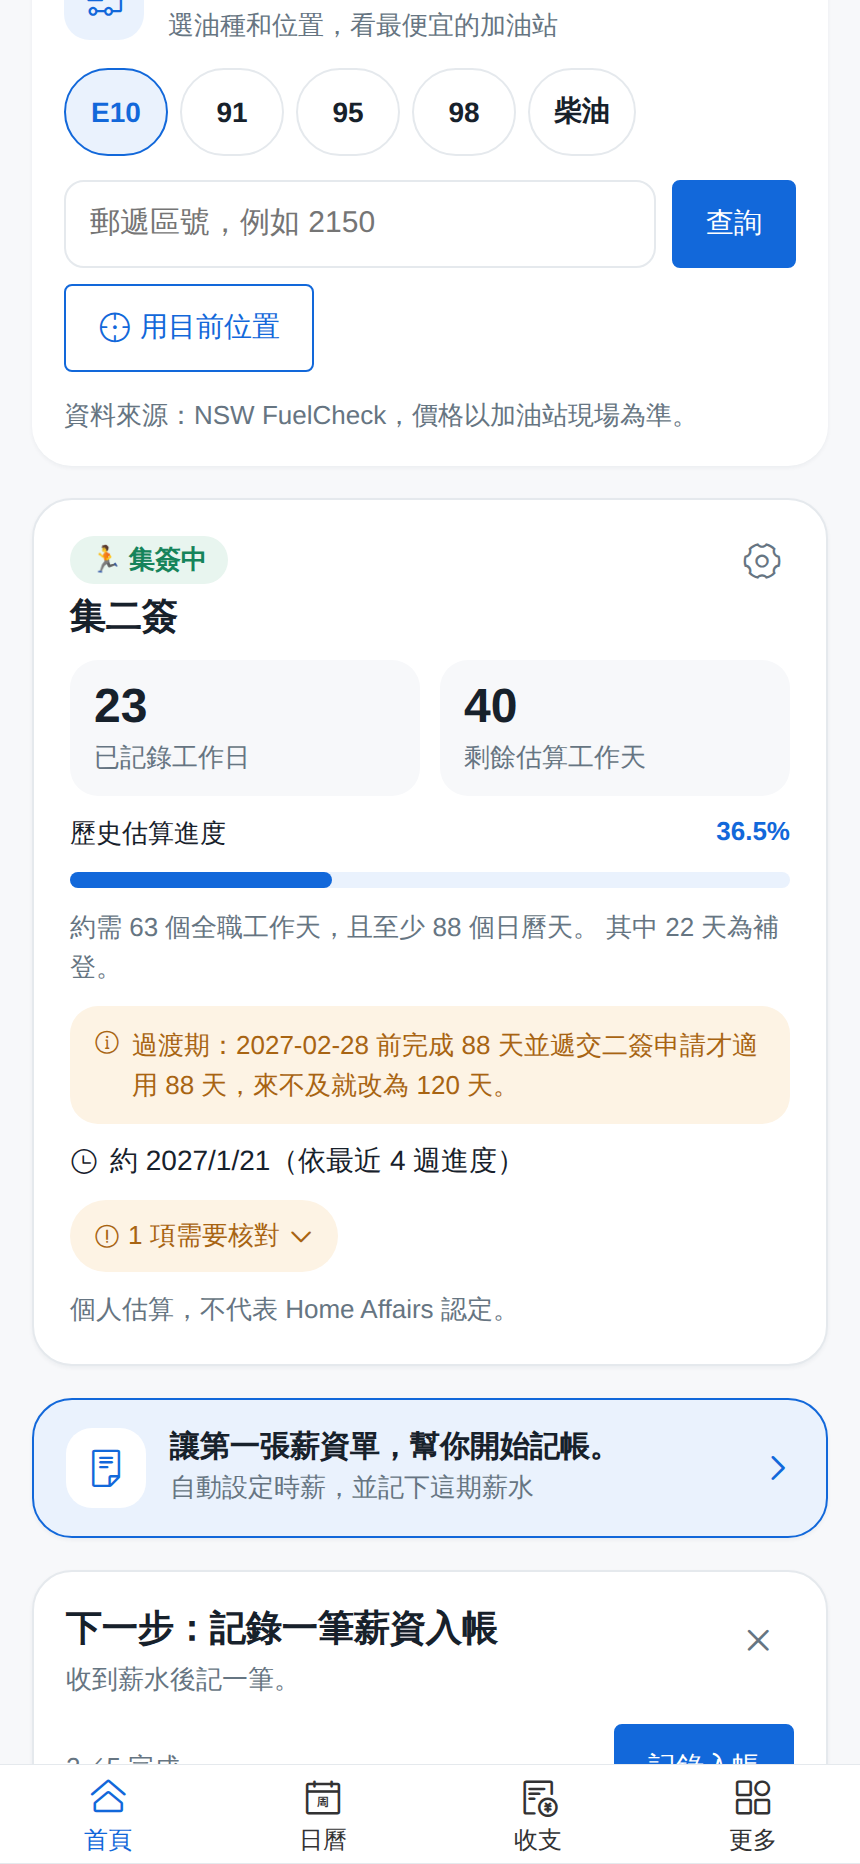 選油種和位置，看最便宜的加油站
E10 91 95 98 柴油
郵遞區號，例如 2150 查詢
用目前位置
資料來源：NSW FuelCheck，價格以加油站現場為準。
🏃 集簽中
集二簽
23 40
已記錄工作日 剩餘估算工作天
歷史估算進度 36.5%
約需 63 個全職工作天，且至少 88 個日曆天。 其中 22 天為補
登。
過渡期：2027-02-28 前完成 88 天並遞交二簽申請才適
用 88 天，來不及就改為 120 天。
約 2027/1/21（依最近 4 週進度）
1 項需要核對
個人估算，不代表 Home Affairs 認定。
讓第一張薪資單，幫你開始記帳。
自動設定時薪，並記下這期薪水
下一步：記錄一筆薪資入帳
收到薪水後記一筆。
記錄入帳
周 ¥
首頁 日曆 收支 更多